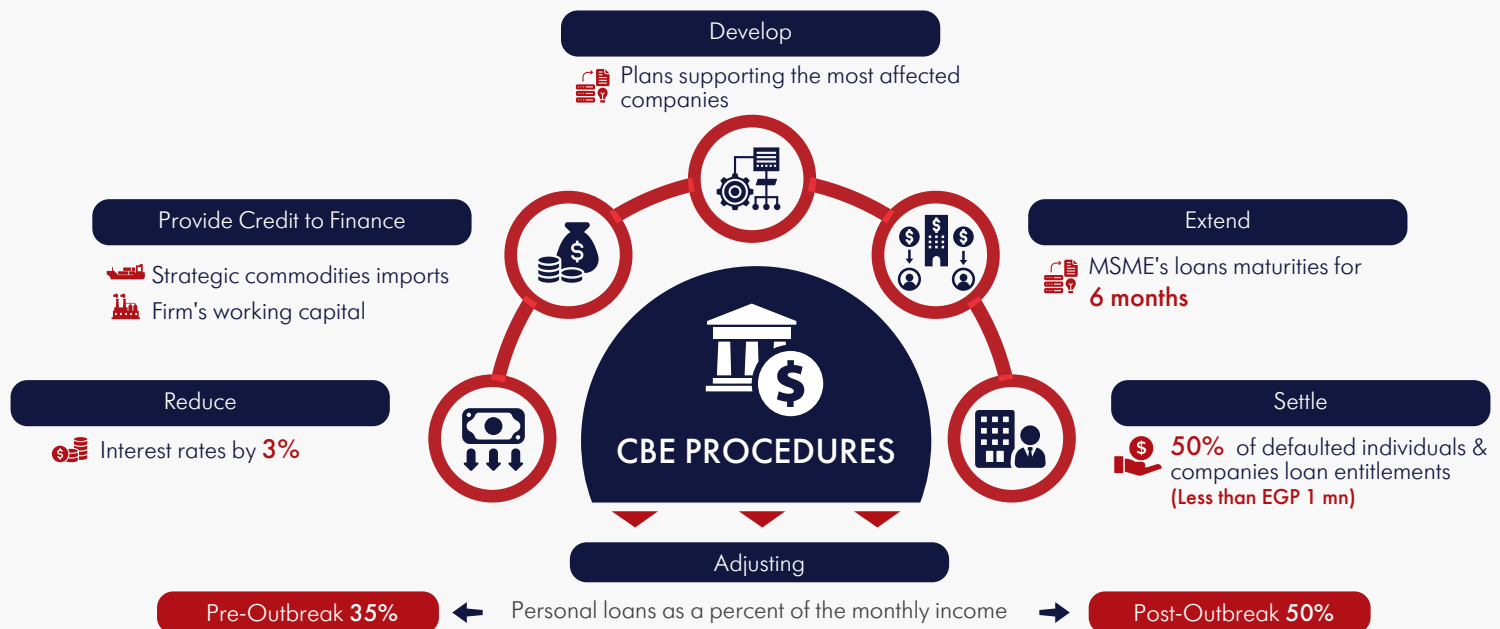 Develop
Plans supporting the most affected
companies
Provide Credit to Finance
Strategic commodities imports
Firm's working capital
Extend
MSME's loans maturities for
6 months
Reduce
Interest rates by 3%
CBE PROCEDURES
Settle
50% of defaulted individuals &
companies loan entitlements
(Less than EGP 1 mn)
Adjusting
Pre-Outbreak 35%
Personal loans as a percent of the monthly income
Post-Outbreak 50%